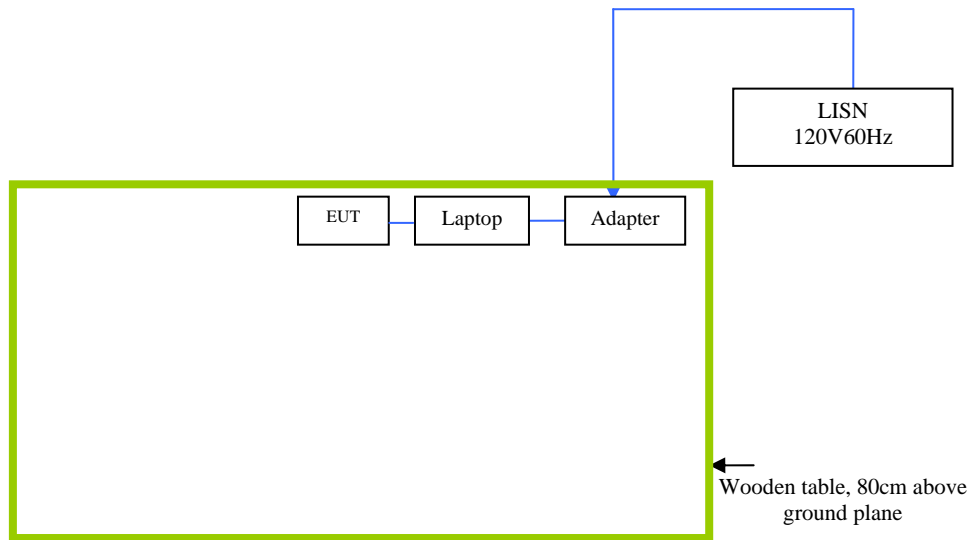 LISN
120V60Hz
EUT
Laptop
Adapter
Wooden table, 80cm above
ground plane